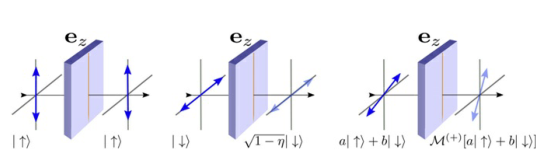 e_z e_z e_z
|↑⟩ |↑⟩ |↓⟩ √1−η|↓⟩ a|↑⟩+b|↓⟩ ℳ^(+)[a|↑⟩+b|↓⟩]